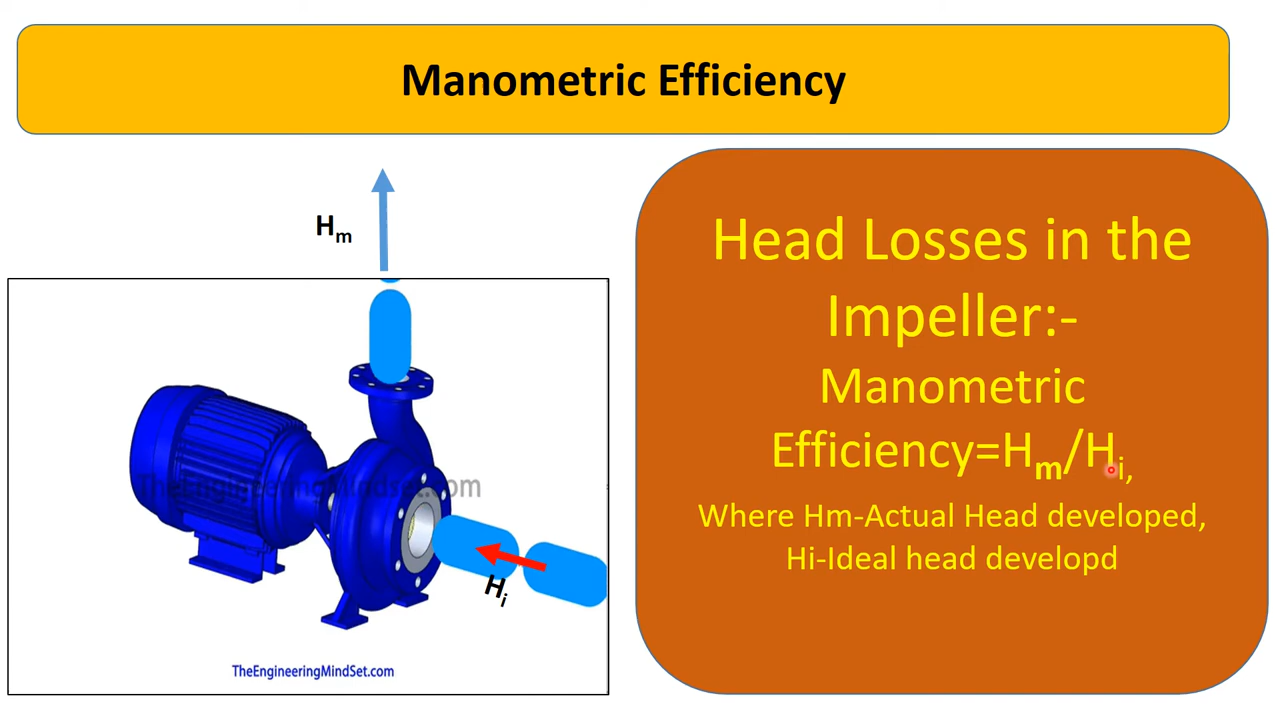 Manometric Efficiency
Hm
TheEngineeringMindset.com
Hi
TheEngineeringMindSet.com
Head Losses in the
Impeller:-
Manometric
Efficiency=Hm/Hi,
Where Hm-Actual Head developed,
Hi-Ideal head developd